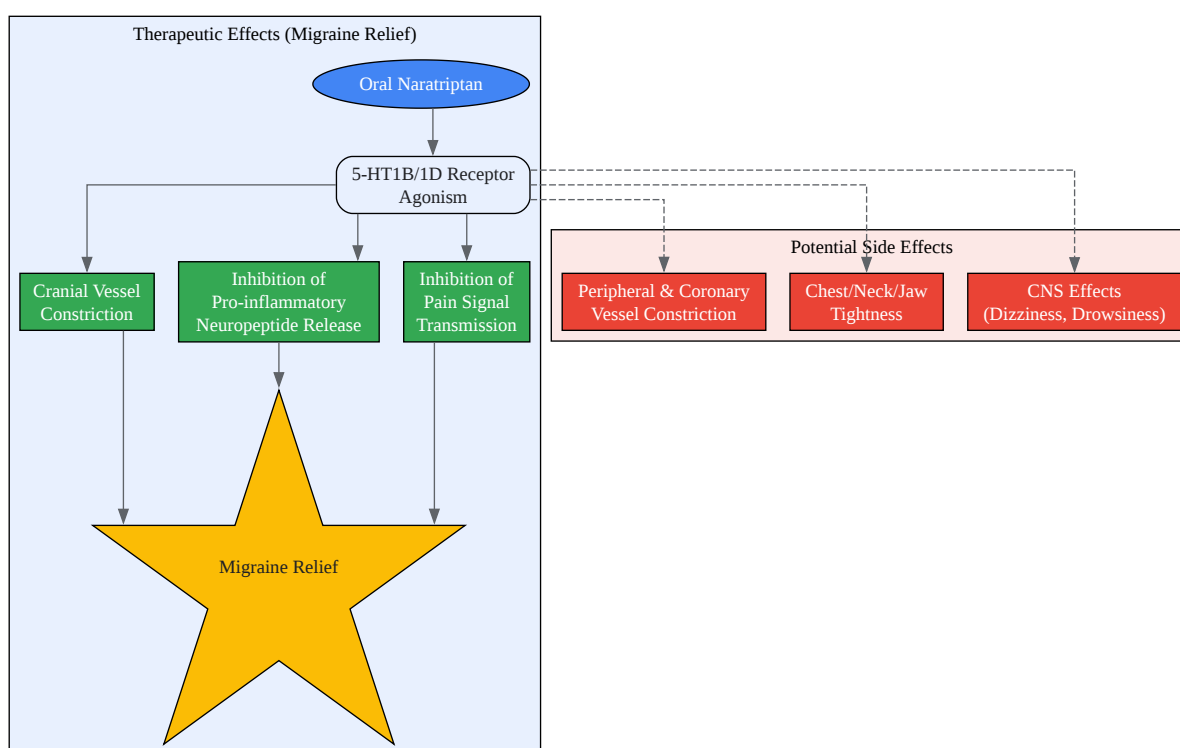 Therapeutic Effects (Migraine Relief)
Oral Naratriptan
5-HT1B/1D Receptor
Agonism
Potential Side Effects
Cranial Vessel
Constriction
Inhibition of
Pro-inflammatory
Neuropeptide Release
Inhibition of
Pain Signal
Transmission
Peripheral & Coronary
Vessel Constriction
Chest/Neck/Jaw
Tightness
CNS Effects
(Dizziness, Drowsiness)
Migraine Relief